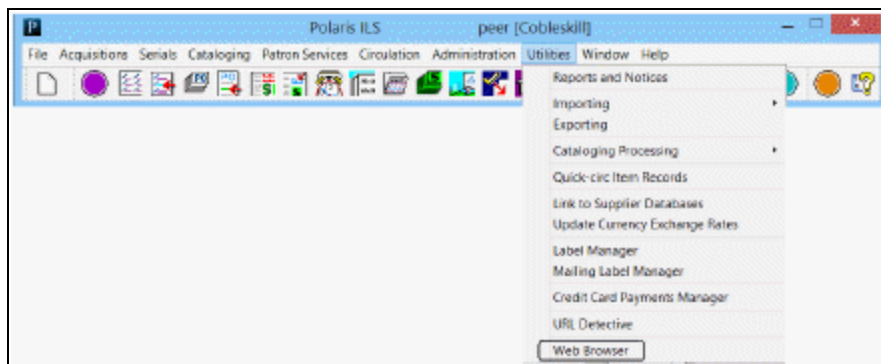 P Polaris ILS peer [Cobleskill]
File Acquisitions Serials Cataloging Patron Services Circulation Administration Utilities Window Help
Reports and Notices
Importing
Exporting
Cataloging Processing
Quick-circ Item Records
Link to Supplier Databases
Update Currency Exchange Rates
Label Manager
Mailing Label Manager
Credit Card Payments Manager
URL Detective
Web Browser